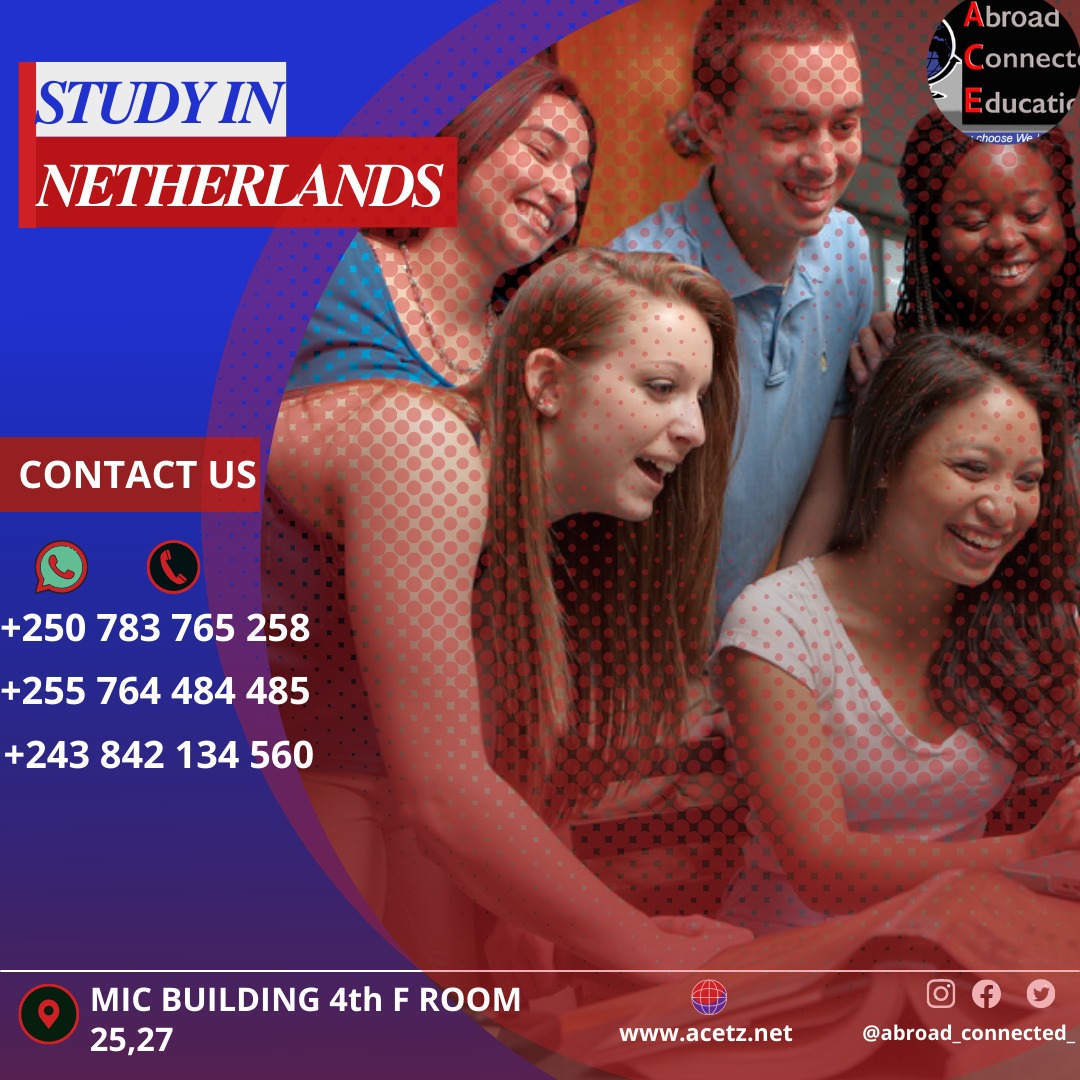 Abroad
Connecte
Educatio
STUDY IN
NETHERLANDS
CONTACT US
+250 783 765 258
+255 764 484 485
+243 842 134 560
MIC BUILDING 4th F ROOM
25,27
www.acetz.net
@abroad_connected_